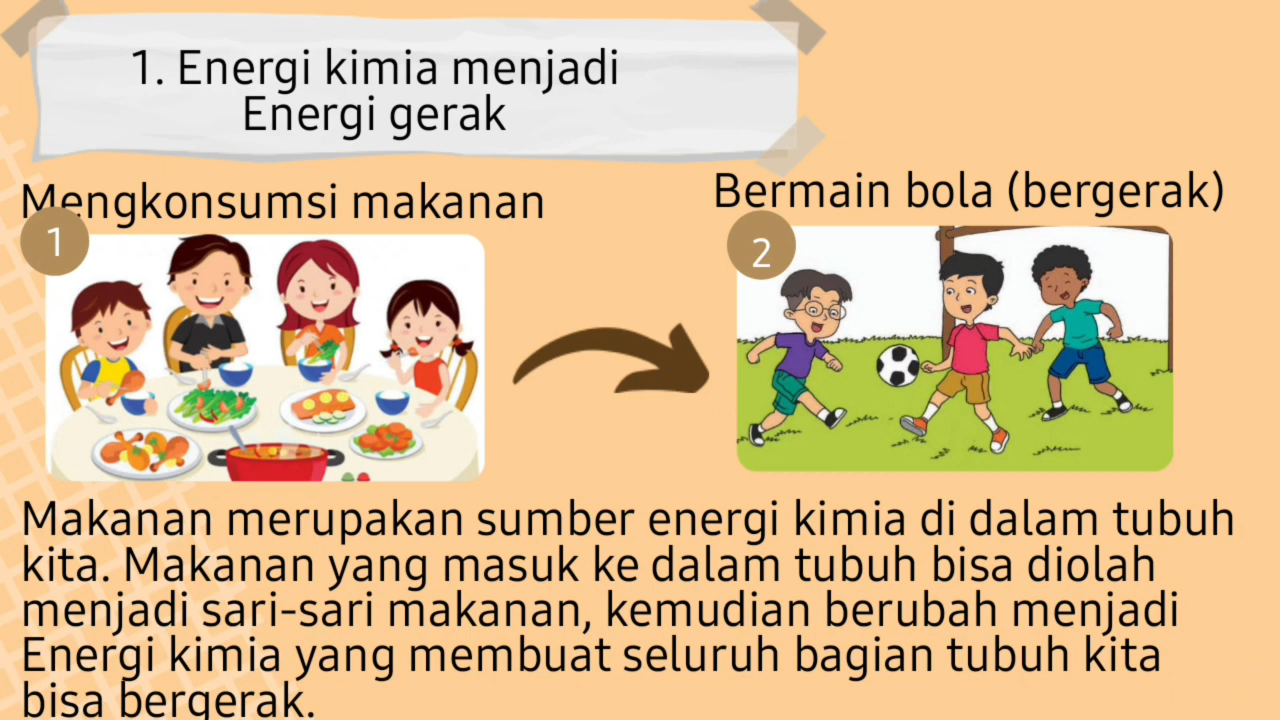 1. Energi kimia menjadi
Energi gerak
Mengkonsumsi makanan
Bermain bola (bergerak)
1
2
Makanan merupakan sumber energi kimia di dalam tubuh
kita. Makanan yang masuk ke dalam tubuh bisa diolah
menjadi sari-sari makanan, kemudian berubah menjadi
Energi kimia yang membuat seluruh bagian tubuh kita
bisa bergerak.